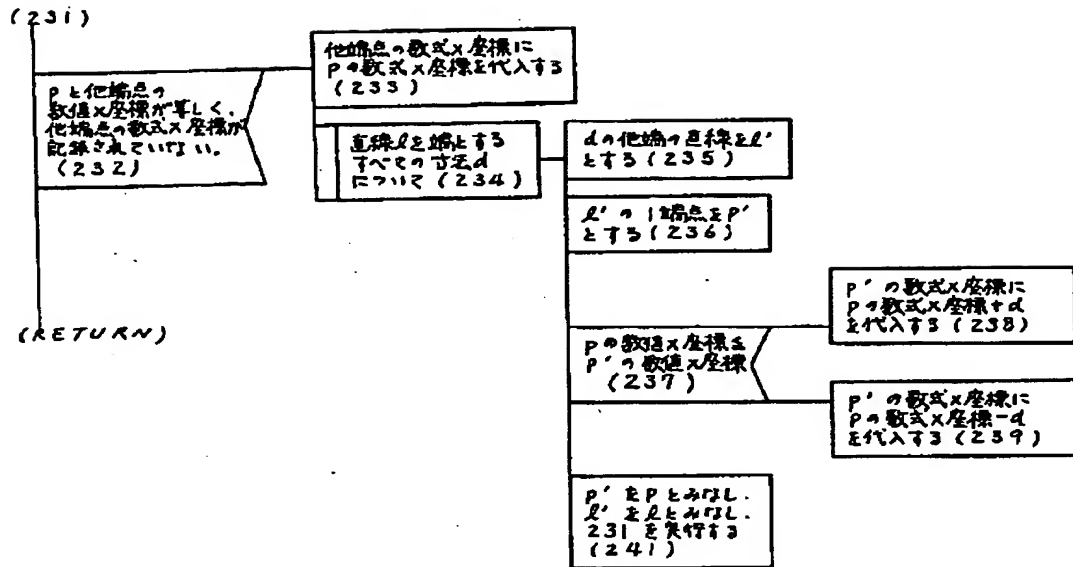 (231)
Pと他端点の
数値X座標が等しく、
他端点の数式X座標が
記録されていない。
(232)
他端点の数式X座標に
Pの数式X座標を代入する
(233)
直線lを端とする
すべての寸法d
について(234)
dの他端の直線をl'
とする(235)
l'の1端点をP'
とする(236)
Pの数値X座標≦
P'の数値X座標
(237)
P'の数式X座標に
Pの数式X座標+d
を代入する(238)
P'の数式X座標に
Pの数式X座標-d
を代入する(239)
P'をPとみなし、
l'をlとみなし、
231を実行する
(241)
(RETURN)